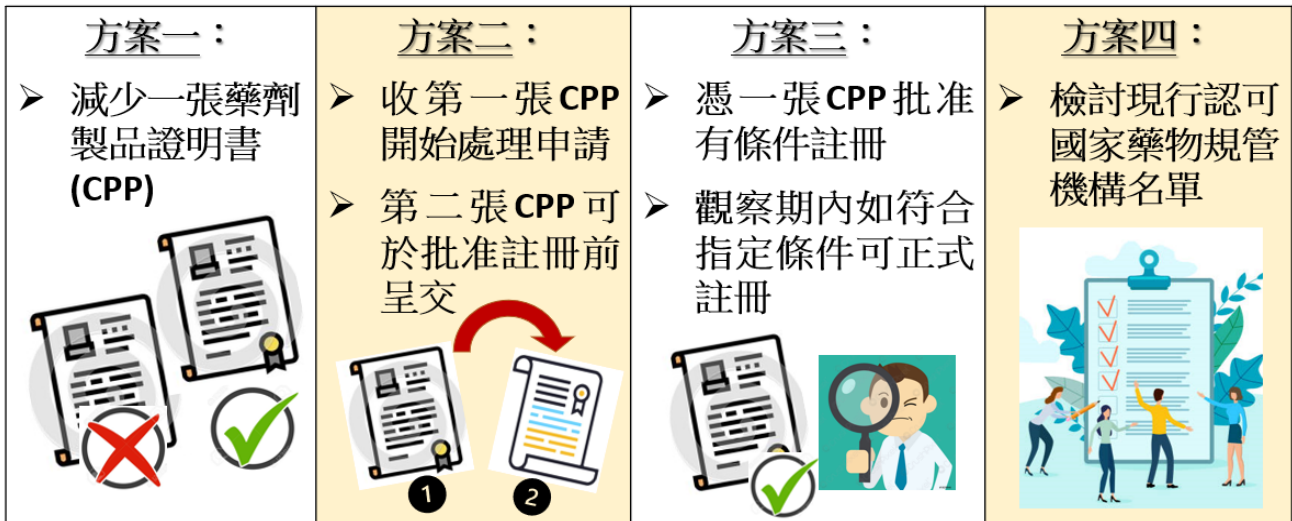 方案一：
➢ 減少一張藥劑
製品證明書
(CPP)
方案二：
➢ 收第一張CPP
開始處理申請
➢ 第二張CPP可
於批准註冊前
呈交
1
2
方案三：
➢ 憑一張CPP批准
有條件註冊
➢ 觀察期內如符合
指定條件可正式
註冊
方案四：
➢ 檢討現行認可
國家藥物規管
機構名單